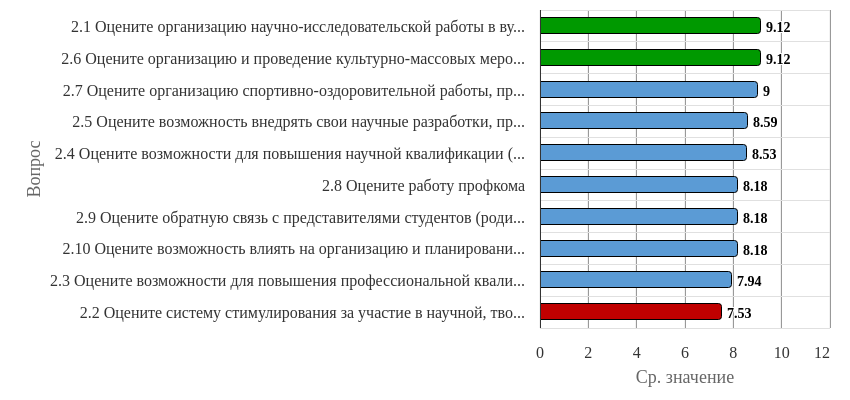 2.1 Оцените организацию научно-исследовательской работы в ву... 9.12
2.6 Оцените организацию и проведение культурно-массовых меро... 9.12
2.7 Оцените организацию спортивно-оздоровительной работы, пр... 9
2.5 Оцените возможность внедрять свои научные разработки, пр... 8.59
2.4 Оцените возможности для повышения научной квалификации (... 8.53
2.8 Оцените работу профкома 8.18
2.9 Оцените обратную связь с представителями студентов (роди... 8.18
2.10 Оцените возможность влиять на организацию и планировани... 8.18
2.3 Оцените возможности для повышения профессиональной квали... 7.94
2.2 Оцените систему стимулирования за участие в научной, тво... 7.53
Вопрос
0 2 4 6 8 10 12
Ср. значение